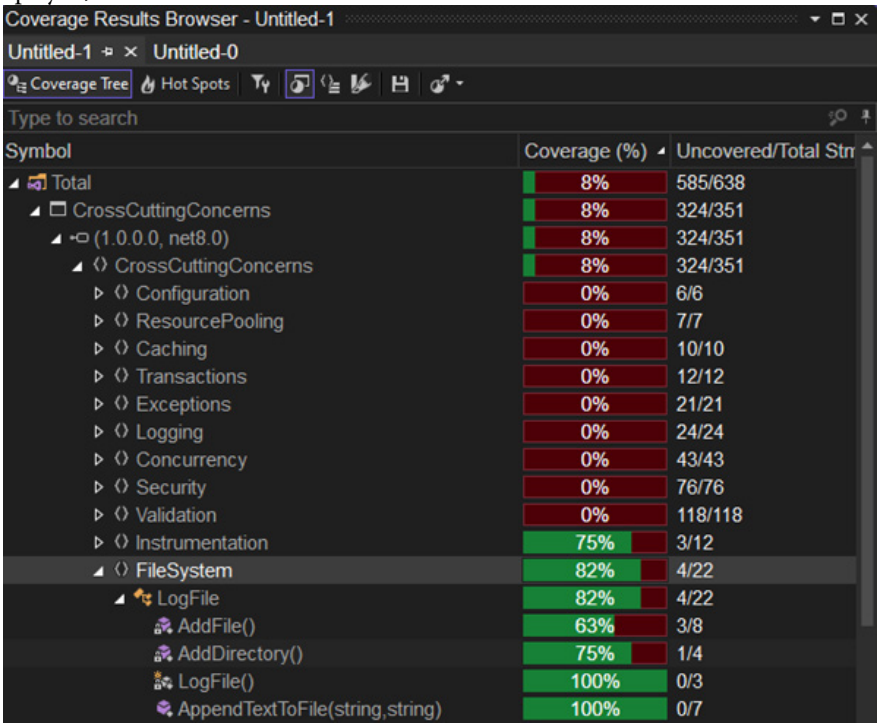 Coverage Results Browser - Untitled-1
Untitled-1 Untitled-0
Coverage Tree Hot Spots
Type to search
Symbol Coverage (%) Uncovered/Total Stm
Total 8% 585/638
CrossCuttingConcerns 8% 324/351
(1.0.0.0, net8.0) 8% 324/351
CrossCuttingConcerns 8% 324/351
Configuration 0% 6/6
ResourcePooling 0% 7/7
Caching 0% 10/10
Transactions 0% 12/12
Exceptions 0% 21/21
Logging 0% 24/24
Concurrency 0% 43/43
Security 0% 76/76
Validation 0% 118/118
Instrumentation 75% 3/12
FileSystem 82% 4/22
LogFile 82% 4/22
AddFile() 63% 3/8
AddDirectory() 75% 1/4
LogFile() 100% 0/3
AppendTextToFile(string,string) 100% 0/7